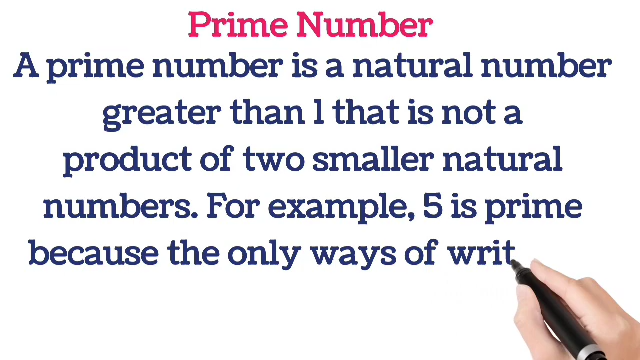 Prime Number
A prime number is a natural number
greater than 1 that is not a
product of two smaller natural
numbers. For example, 5 is prime
because the only ways of writ